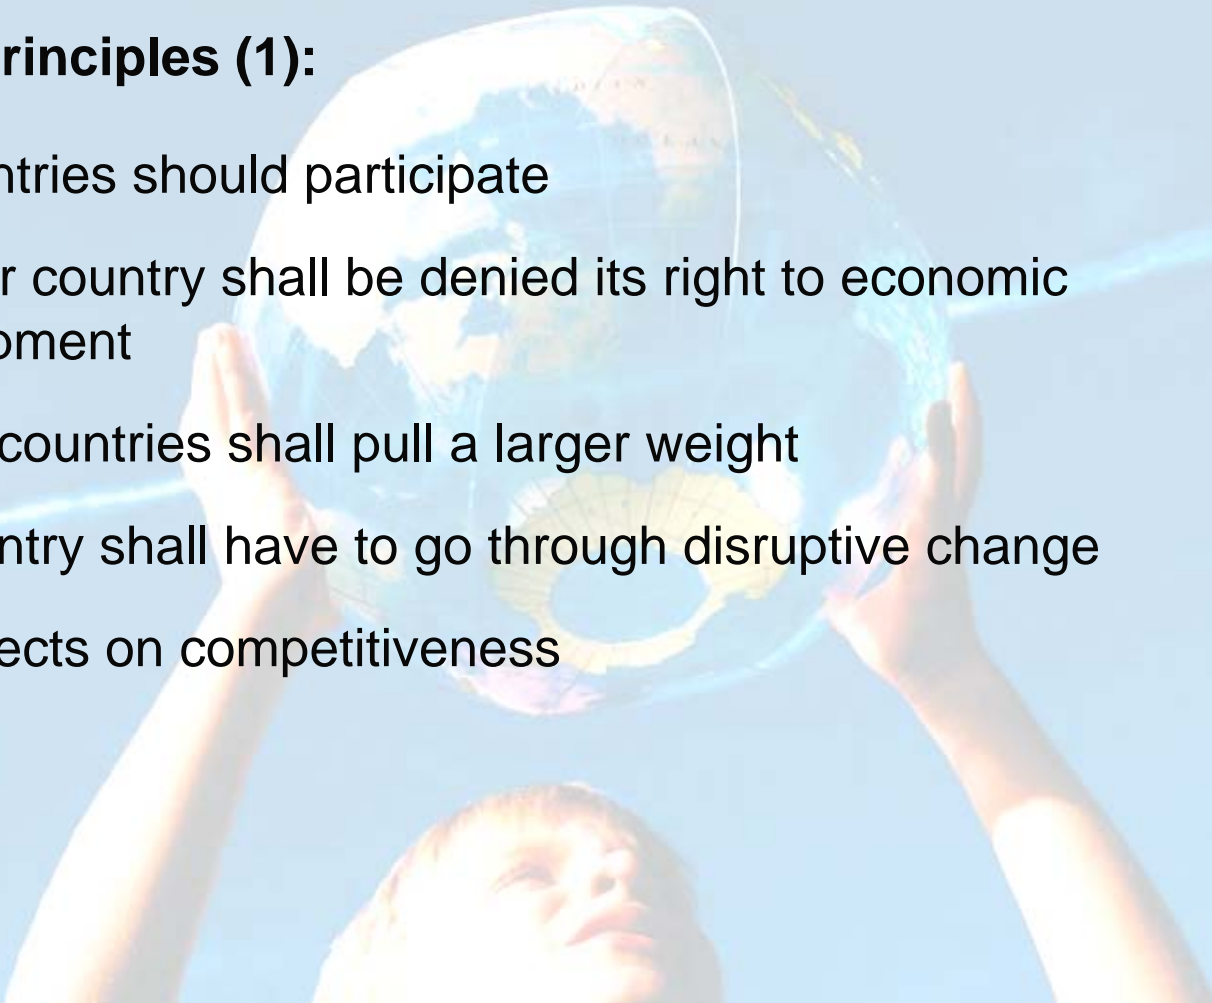 rinciples (1):
ntries should participate
r country shall be denied its right to economic
oment
countries shall pull a larger weight
ntry shall have to go through disruptive change
ects on competitiveness